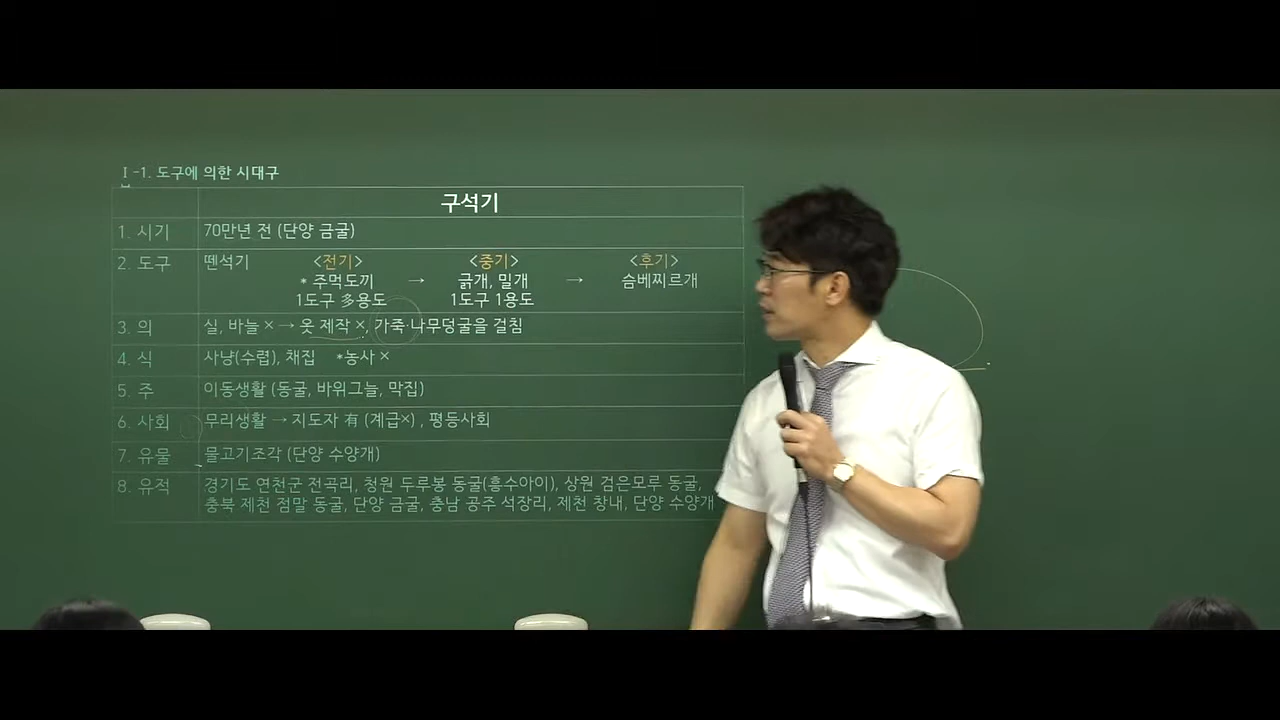 Ⅰ-1. 도구에 의한 시대구
구석기
1. 시기 70만년 전 (단양 금굴)
2. 도구 뗀석기 <전기> <중기> <후기>
* 주먹도끼 → 긁개, 밀개 → 슴베찌르개
1도구 多용도 1도구 1용도
3. 의 실, 바늘 × → 옷 제작 ×, 가죽·나무덩굴을 걸침
4. 식 사냥(수렵), 채집 *농사 ×
5. 주 이동생활 (동굴, 바위그늘, 막집)
6. 사회 무리생활 → 지도자 有 (계급×) , 평등사회
7. 유물 물고기조각 (단양 수양개)
8. 유적 경기도 연천군 전곡리, 청원 두루봉 동굴(흥수아이), 상원 검은모루 동굴,
충북 제천 점말 동굴, 단양 금굴, 충남 공주 석장리, 제천 창내, 단양 수양개